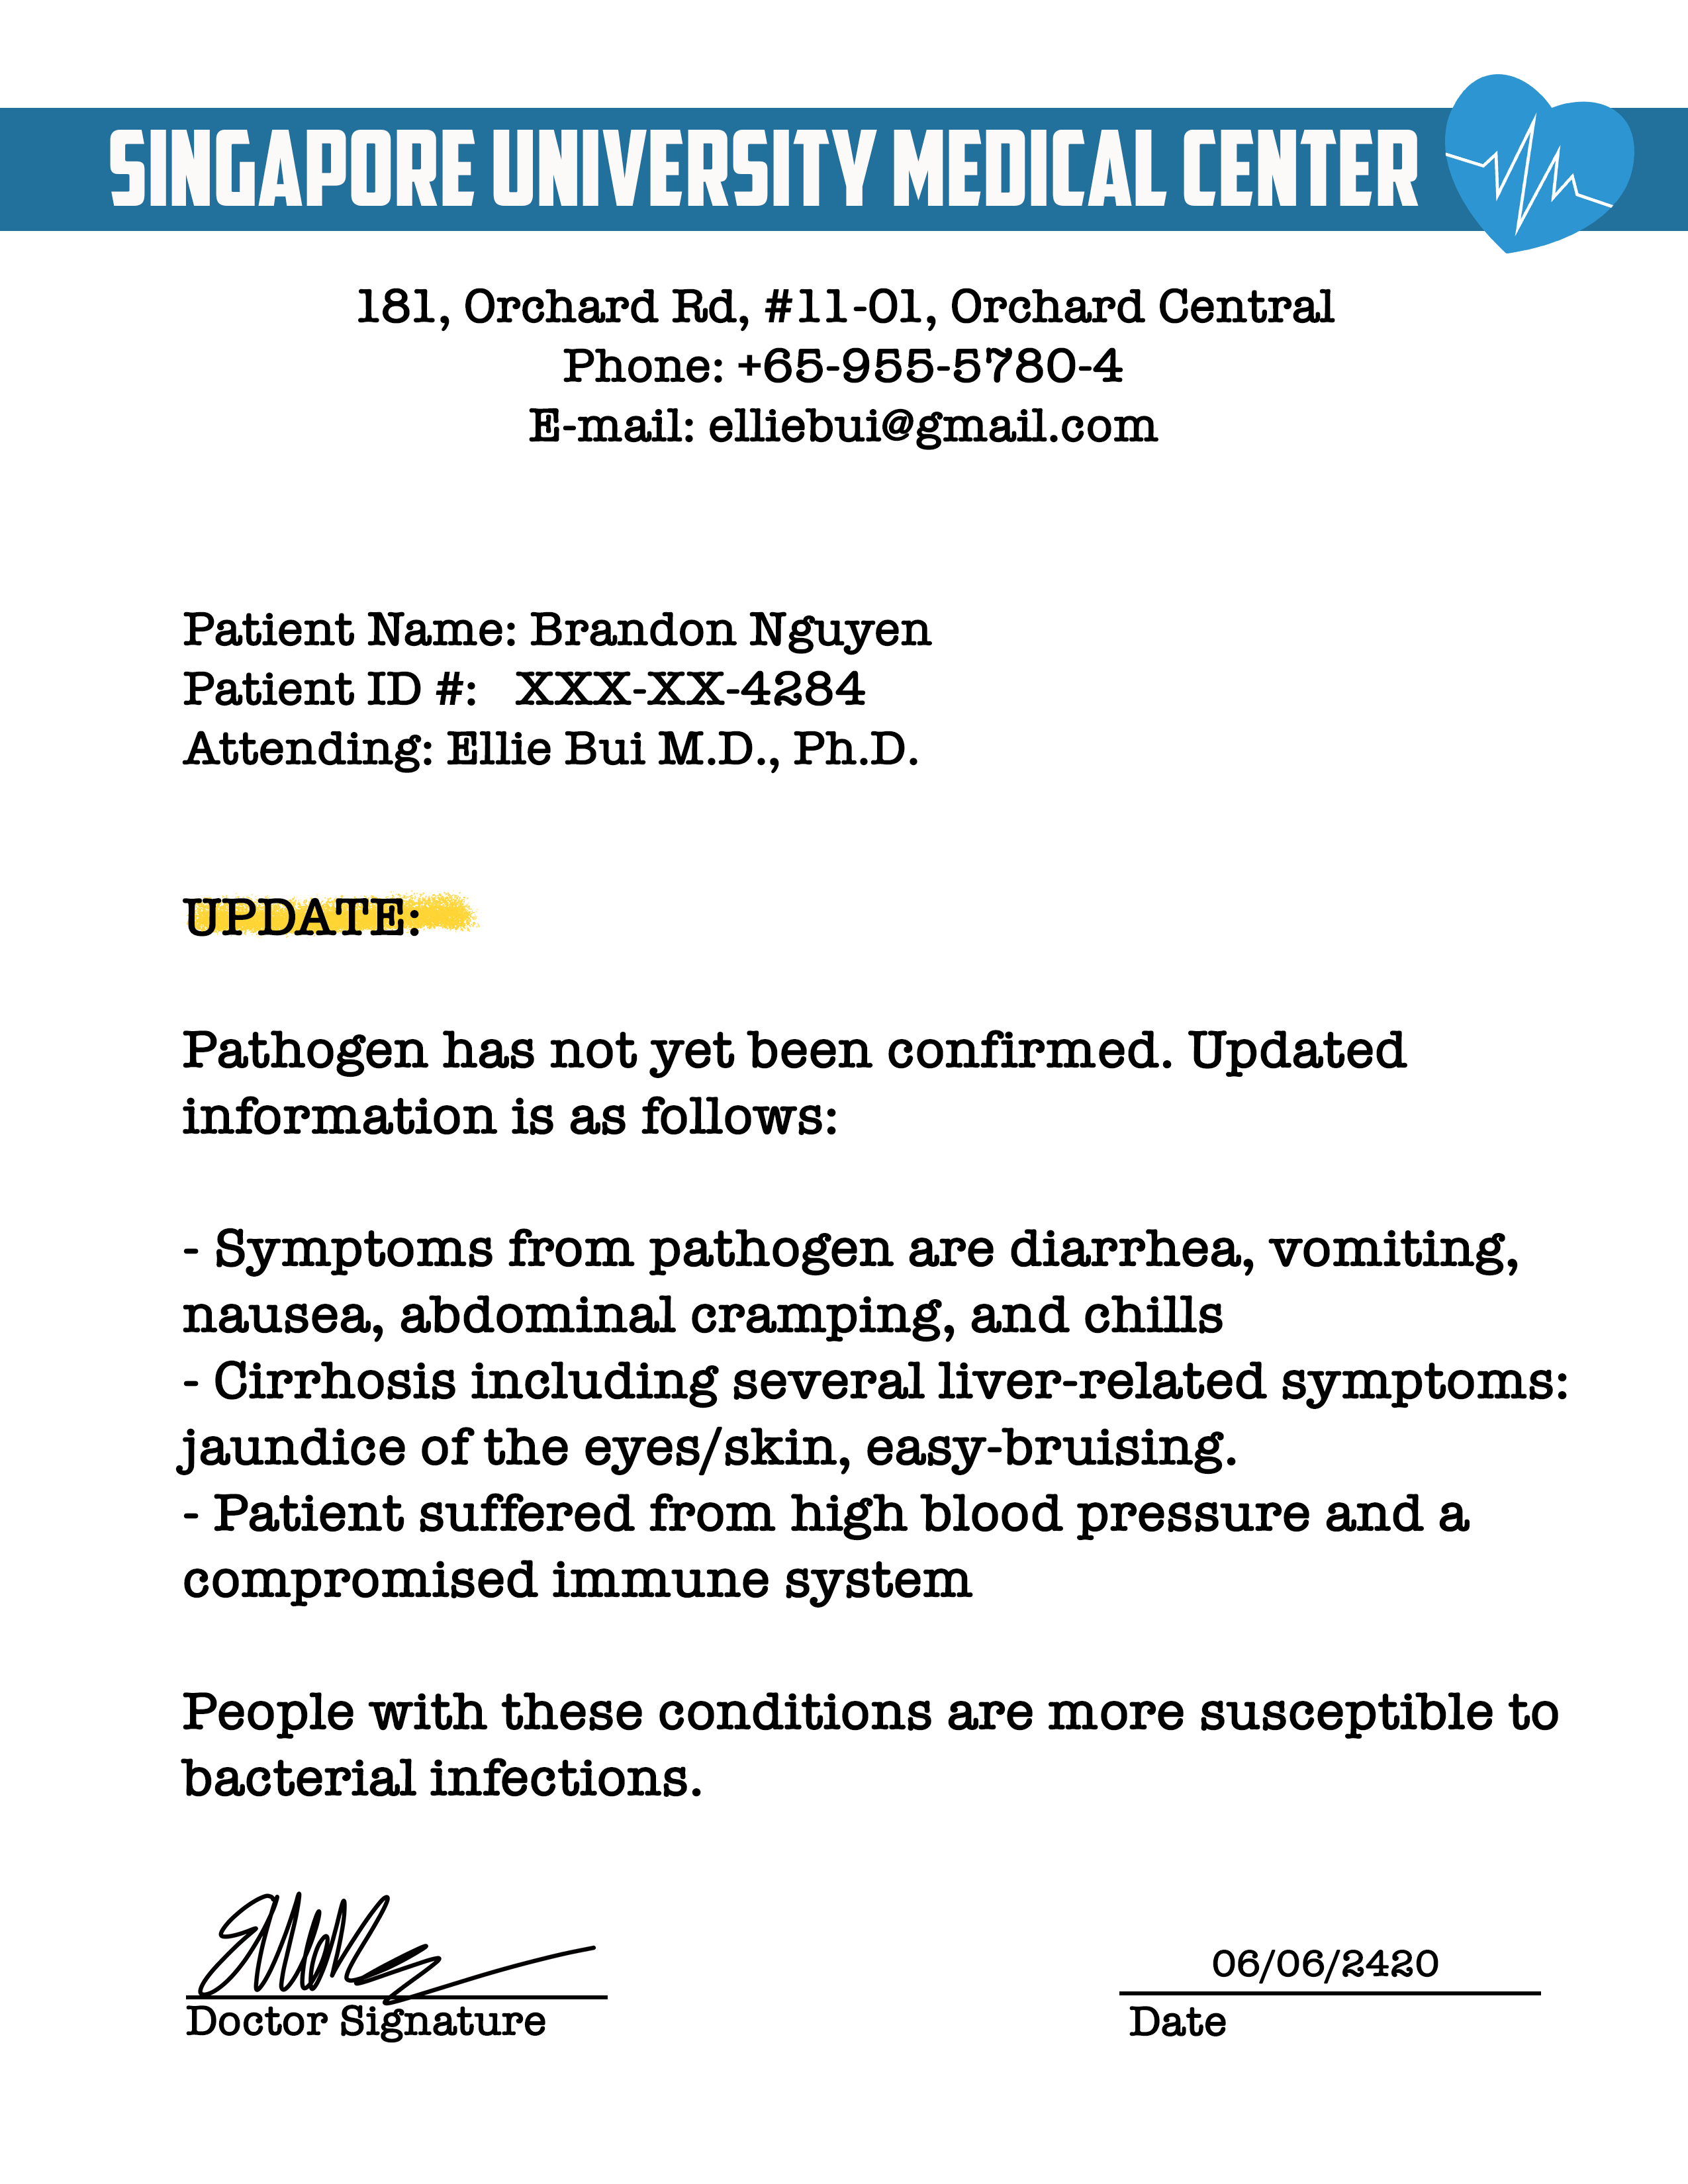 SINGAPORE UNIVERSITY MEDICAL CENTER
181, Orchard Rd, #11-01, Orchard Central
Phone: +65-955-5780-4
E-mail: elliebui@gmail.com
Patient Name: Brandon Nguyen
Patient ID #: XXX-XX-4284
Attending: Ellie Bui M.D., Ph.D.
UPDATE:
Pathogen has not yet been confirmed. Updated
information is as follows:
- Symptoms from pathogen are diarrhea, vomiting,
nausea, abdominal cramping, and chills
- Cirrhosis including several liver-related symptoms:
jaundice of the eyes/skin, easy-bruising.
- Patient suffered from high blood pressure and a
compromised immune system
People with these conditions are more susceptible to
bacterial infections.
06/06/2420
Doctor Signature
Date